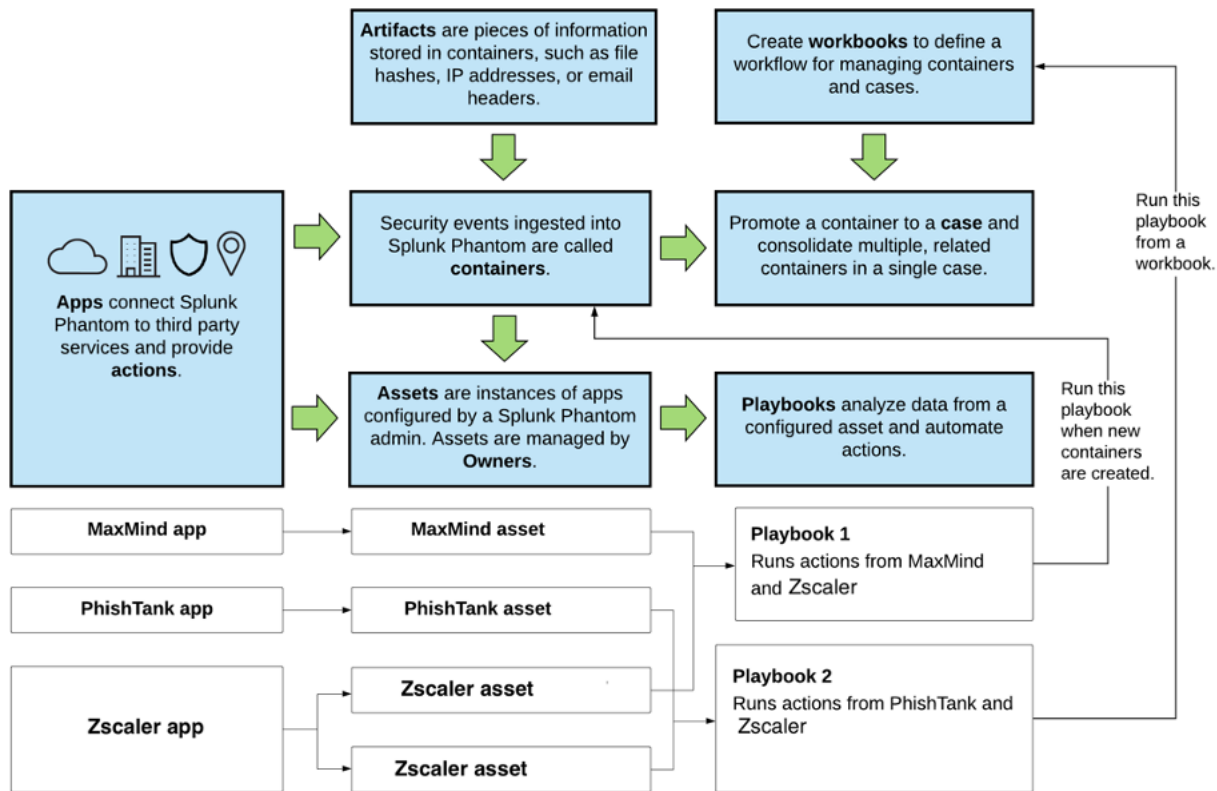 Artifacts are pieces of information
stored in containers, such as file
hashes, IP addresses, or email
headers.
Create workbooks to define a
workflow for managing containers
and cases.
Apps connect Splunk
Phantom to third party
services and provide
actions.
Security events ingested into
Splunk Phantom are called
containers.
Promote a container to a case and
consolidate multiple, related
containers in a single case.
Run this
playbook
from a
workbook.
Assets are instances of apps
configured by a Splunk Phantom
admin. Assets are managed by
Owners.
Playbooks analyze data from a
configured asset and automate
actions.
Run this
playbook
when new
containers
are created.
MaxMind app
MaxMind asset
Playbook 1
Runs actions from MaxMind
and Zscaler
PhishTank app
PhishTank asset
Zscaler app
Zscaler asset
Zscaler asset
Playbook 2
Runs actions from PhishTank and
Zscaler